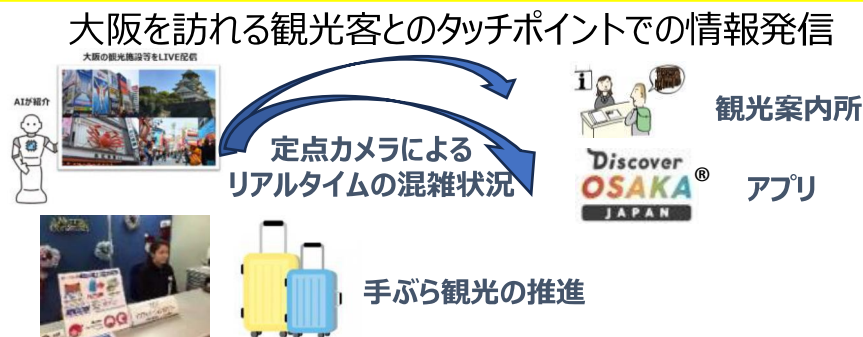 大阪を訪れる観光客とのタッチポイントでの情報発信
大阪の観光施設等をLIVE配信
AIが紹介
定点カメラによる
リアルタイムの混雑状況
i
観光案内所
Discover
OSAKA®
JAPAN
アプリ
手ぶら観光の推進